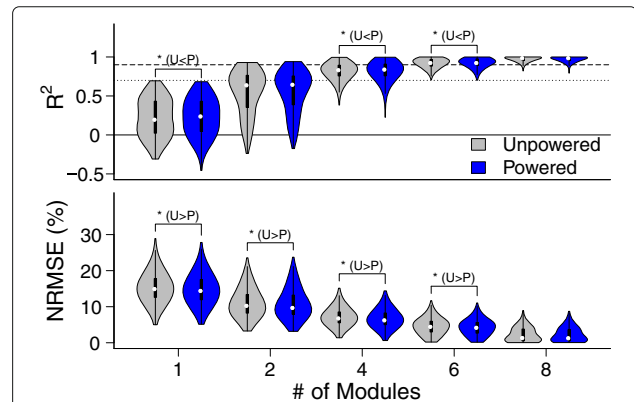 * (U<P)
* (U<P)
* (U<P)
1
0.5
0
−0.5
R²
Unpowered
Powered
* (U>P)
* (U>P)
* (U>P)
* (U>P)
30
20
10
0
NRMSE (%)
1 2 4 6 8
# of Modules